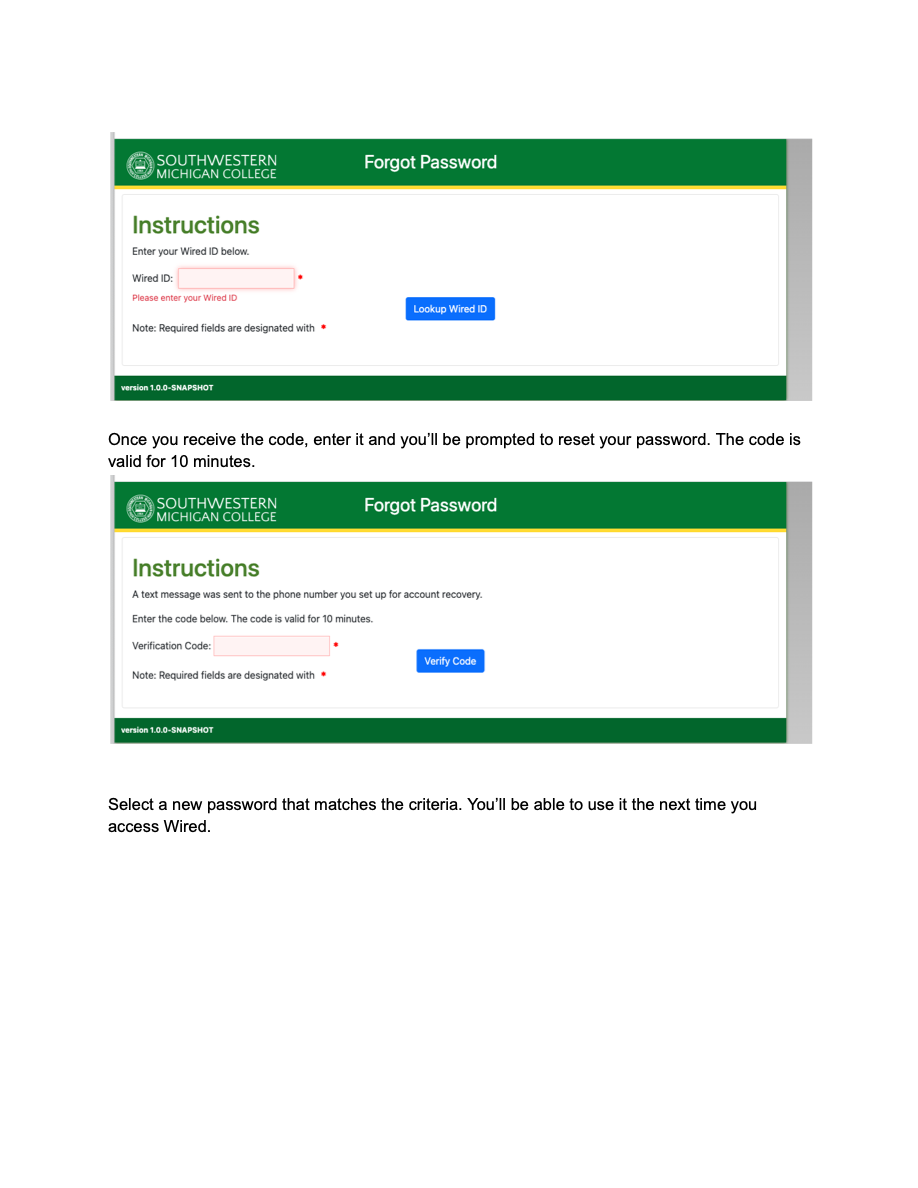 SOUTHWESTERN
MICHIGAN COLLEGE
Forgot Password
Instructions
Enter your Wired ID below.
Wired ID: *
Please enter your Wired ID
Lookup Wired ID
Note: Required fields are designated with *
version 1.0.0-SNAPSHOT
Once you receive the code, enter it and you’ll be prompted to reset your password. The code is
valid for 10 minutes.
SOUTHWESTERN
MICHIGAN COLLEGE
Forgot Password
Instructions
A text message was sent to the phone number you set up for account recovery.
Enter the code below. The code is valid for 10 minutes.
Verification Code: *
Verify Code
Note: Required fields are designated with *
version 1.0.0-SNAPSHOT
Select a new password that matches the criteria. You’ll be able to use it the next time you
access Wired.